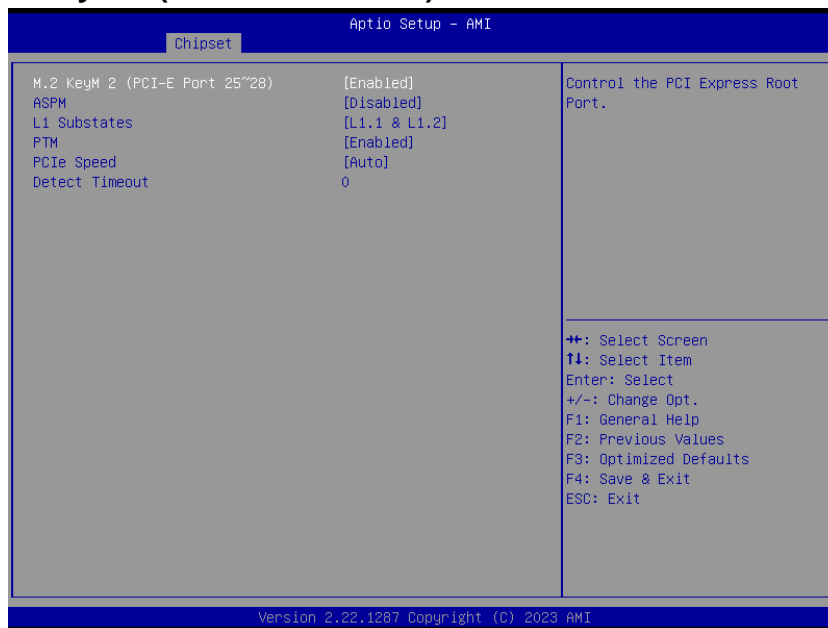 Aptio Setup – AMI
Chipset
M.2 KeyM 2 (PCI-E Port 25~28) [Enabled]
ASPM [Disabled]
L1 Substates [L1.1 & L1.2]
PTM [Enabled]
PCIe Speed [Auto]
Detect Timeout 0
Control the PCI Express Root
Port.
→←: Select Screen
↑↓: Select Item
Enter: Select
+/-: Change Opt.
F1: General Help
F2: Previous Values
F3: Optimized Defaults
F4: Save & Exit
ESC: Exit
Version 2.22.1287 Copyright (C) 2023 AMI